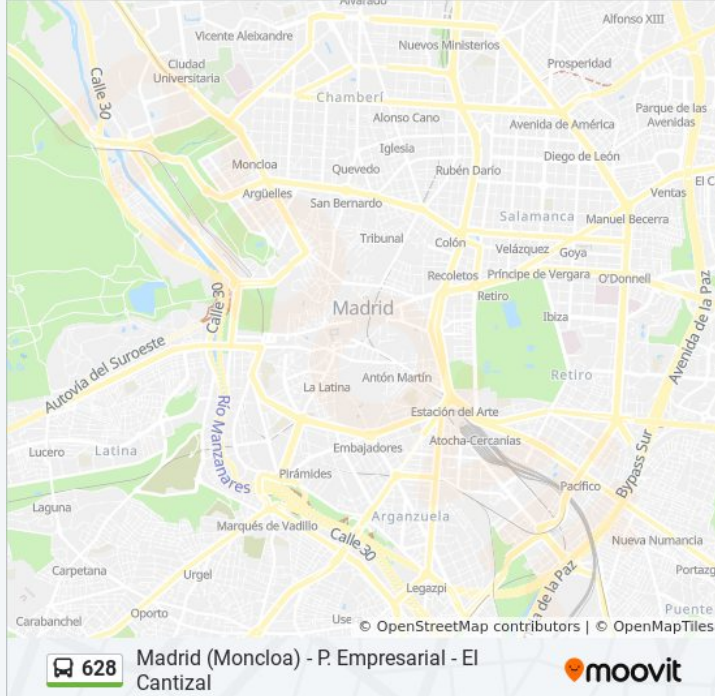 Alvarado
Alfonso XIII
Vicente Aleixandre
Nuevos Ministerios
Ciudad
Universitaria
Prosperidad
Calle 30
Chamberí
Parque de las
Avenidas
Alonso Cano
Avenida de América
Iglesia
Diego de León
Moncloa
Quevedo
Rubén Darío
El C
Argüelles
Ventas
San Bernardo
Salamanca
Manuel Becerra
Tribunal
Colón
Velázquez
Goya
Recoletos
Príncipe de Vergara
O'Donnell
Calle 30
Madrid
Retiro
Ibiza
Avenida de la Paz
Autovía del Suroeste
La Latina
Antón Martín
Retiro
Río Manzanares
Estación del Arte
Lucero
Latina
Embajadores
Atocha-Cercanías
Bypass Sur
Pirámides
Pacífico
Laguna
Marqués de Vadillo
Arganzuela
Calle 30
Nueva Numancia
Carpetana
Urgel
Legazpi
a de la Paz
Portazg
Carabanchel
Oporto
Use
Puente
© OpenStreetMap contributors | © OpenMapTiles
628
Madrid (Moncloa) - P. Empresarial - El
Cantizal
moovit